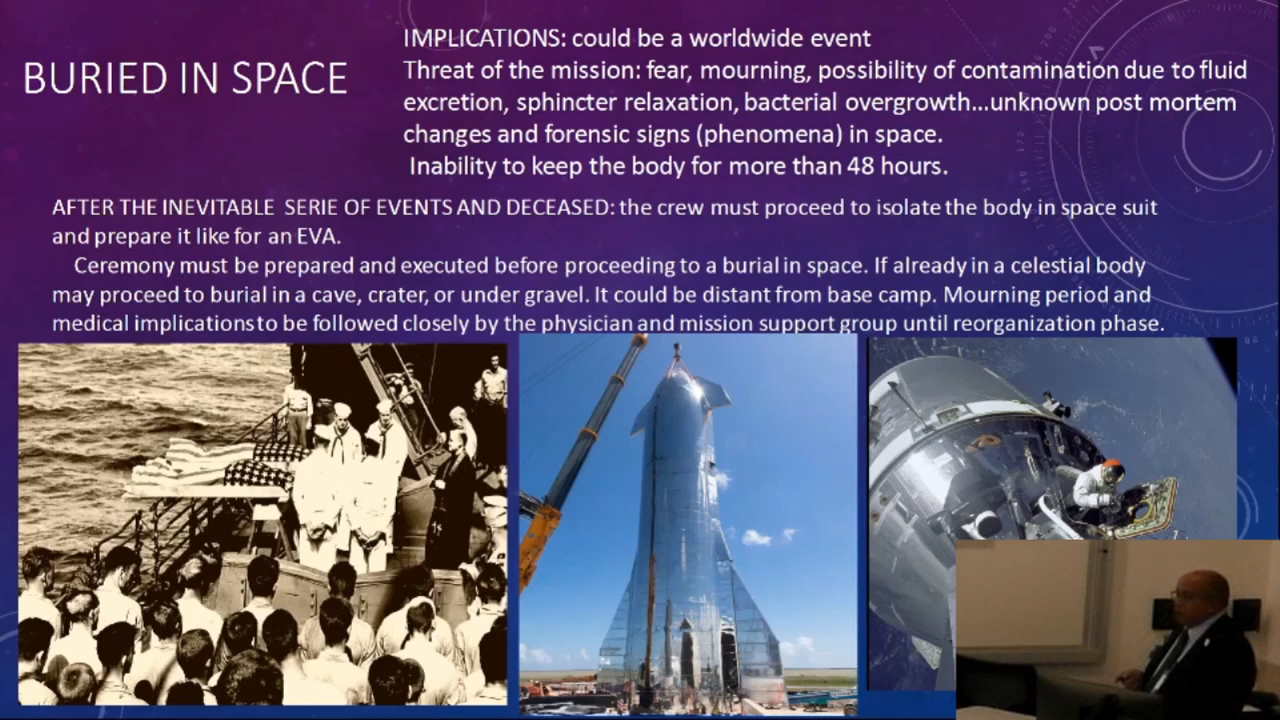 BURIED IN SPACE
IMPLICATIONS: could be a worldwide event
Threat of the mission: fear, mourning, possibility of contamination due to fluid
excretion, sphincter relaxation, bacterial overgrowth...unknown post mortem
changes and forensic signs (phenomena) in space.
Inability to keep the body for more than 48 hours.
AFTER THE INEVITABLE SERIE OF EVENTS AND DECEASED: the crew must proceed to isolate the body in space suit
and prepare it like for an EVA.
Ceremony must be prepared and executed before proceeding to a burial in space. If already in a celestial body
may proceed to burial in a cave, crater, or under gravel. It could be distant from base camp. Mourning period and
medical implications to be followed closely by the physician and mission support group until reorganization phase.